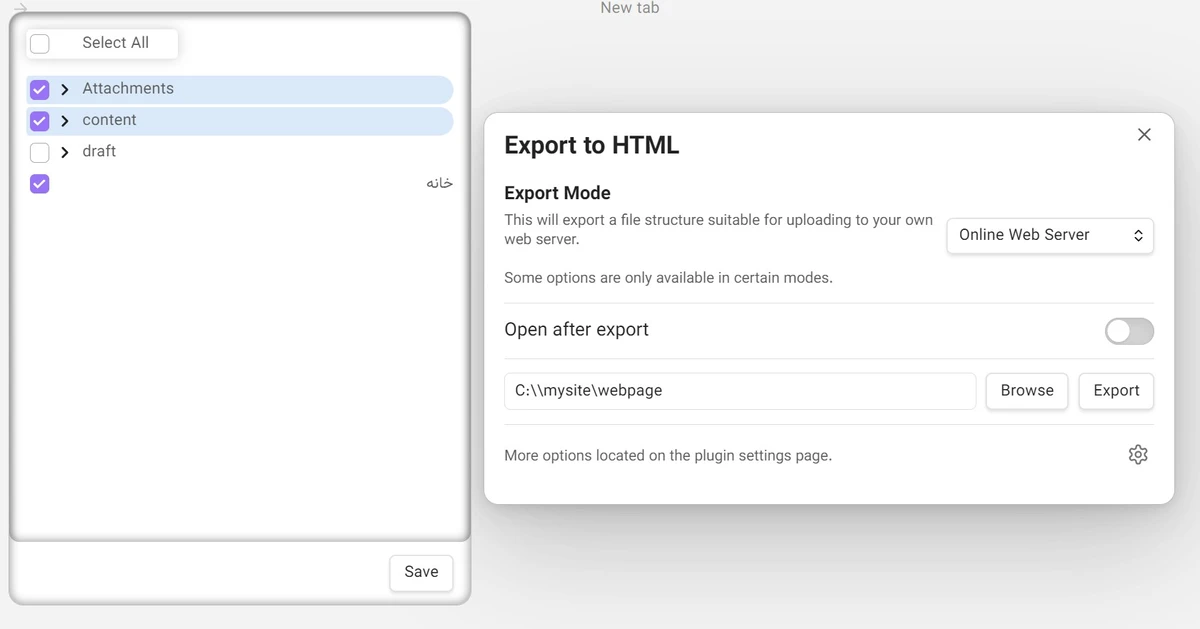 New tab
Select All
Attachments
content
draft
خانه
Save
Export to HTML
Export Mode
This will export a file structure suitable for uploading to your own
web server.
Online Web Server
Some options are only available in certain modes.
Open after export
C:\\mysite\webpage
Browse
Export
More options located on the plugin settings page.